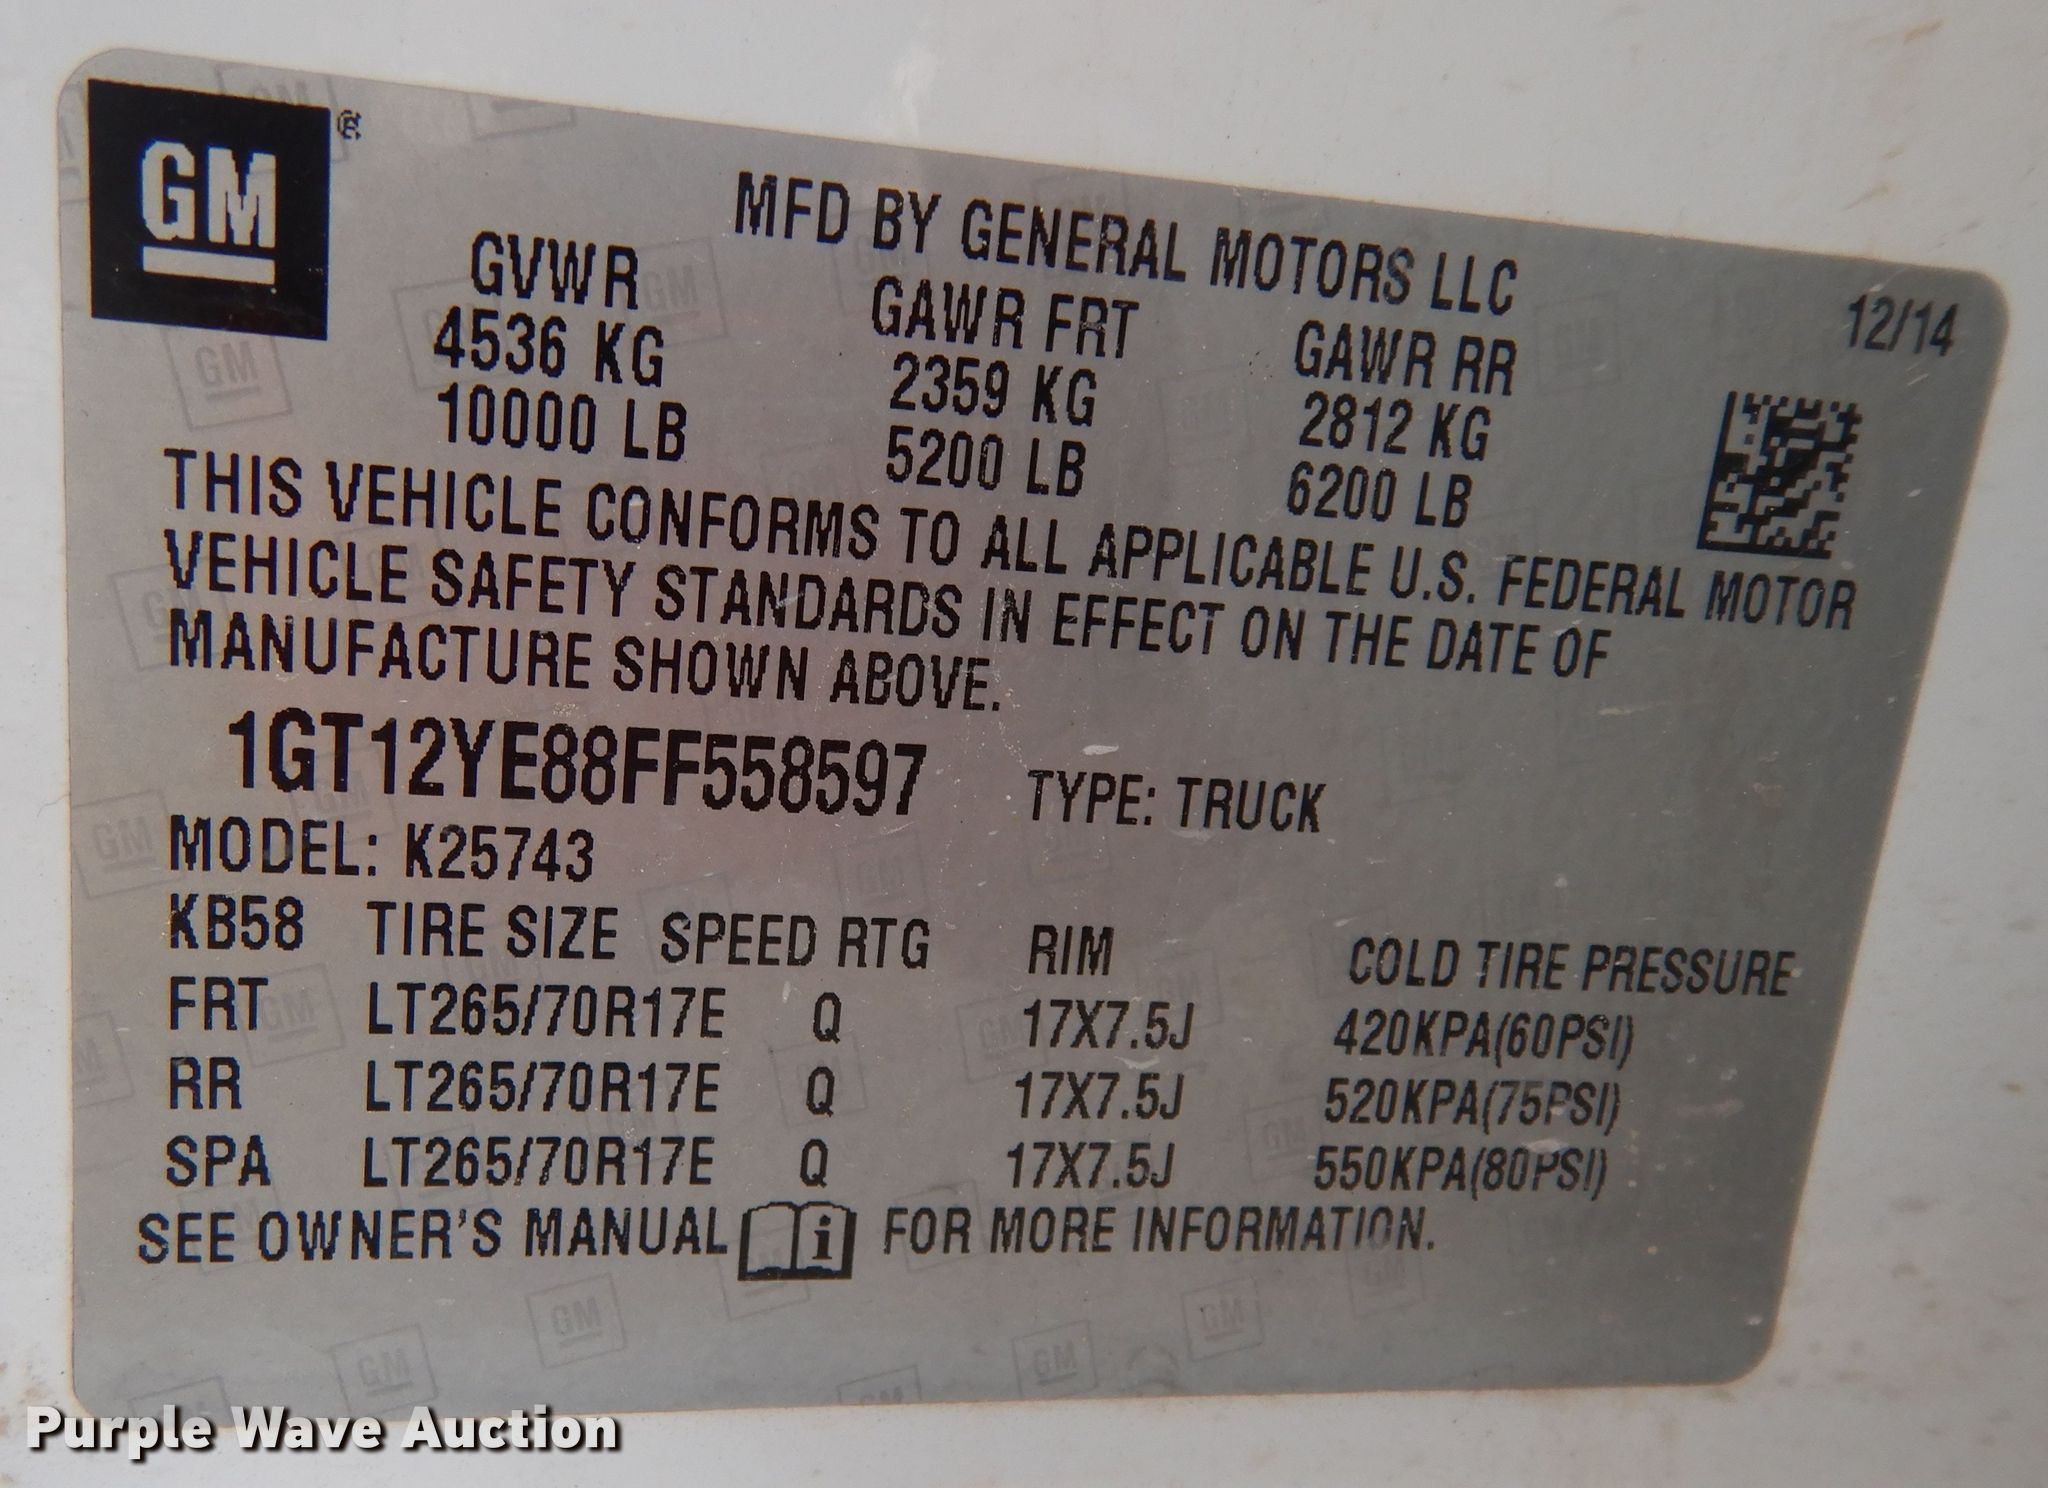 GM
MFD BY GENERAL MOTORS LLC
12/14
GVWR GAWR FRT GAWR RR
4536 KG 2359 KG 2812 KG
10000 LB 5200 LB 6200 LB
THIS VEHICLE CONFORMS TO ALL APPLICABLE U.S. FEDERAL MOTOR
VEHICLE SAFETY STANDARDS IN EFFECT ON THE DATE OF
MANUFACTURE SHOWN ABOVE.
1GT12YE88FF558597 TYPE: TRUCK
MODEL: K25743
KB58 TIRE SIZE SPEED RTG RIM COLD TIRE PRESSURE
FRT LT265/70R17E Q 17X7.5J 420KPA(60PSI)
RR LT265/70R17E Q 17X7.5J 520KPA(75PSI)
SPA LT265/70R17E Q 17X7.5J 550KPA(80PSI)
SEE OWNER'S MANUAL i FOR MORE INFORMATION.
Purple Wave Auction